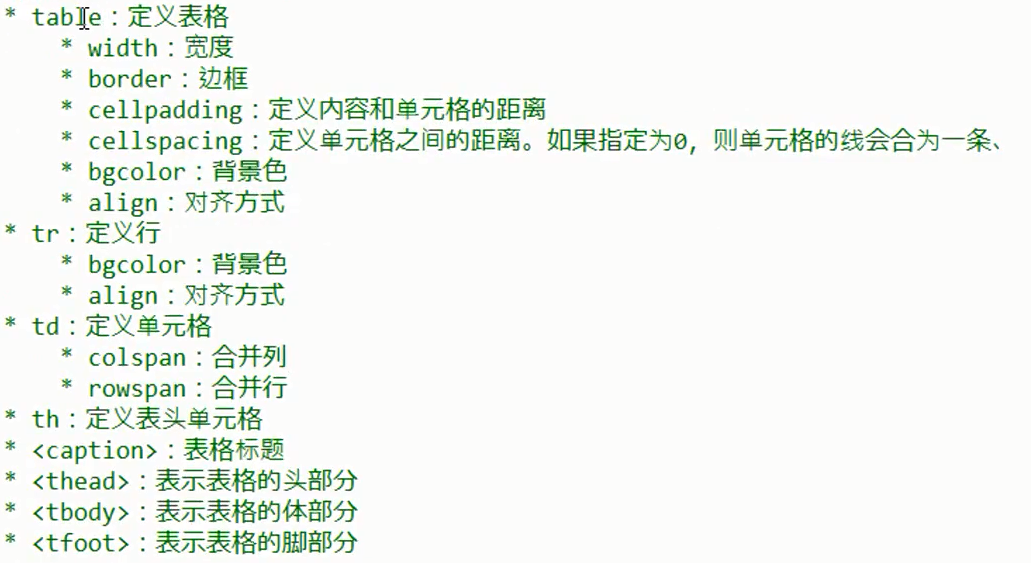 * table：定义表格
    * width：宽度
    * border：边框
    * cellpadding：定义内容和单元格的距离
    * cellspacing：定义单元格之间的距离。如果指定为0，则单元格的线会合为一条、
    * bgcolor：背景色
    * align：对齐方式
* tr：定义行
    * bgcolor：背景色
    * align：对齐方式
* td：定义单元格
    * colspan：合并列
    * rowspan：合并行
* th：定义表头单元格
* <caption>：表格标题
* <thead>：表示表格的头部分
* <tbody>：表示表格的体部分
* <tfoot>：表示表格的脚部分